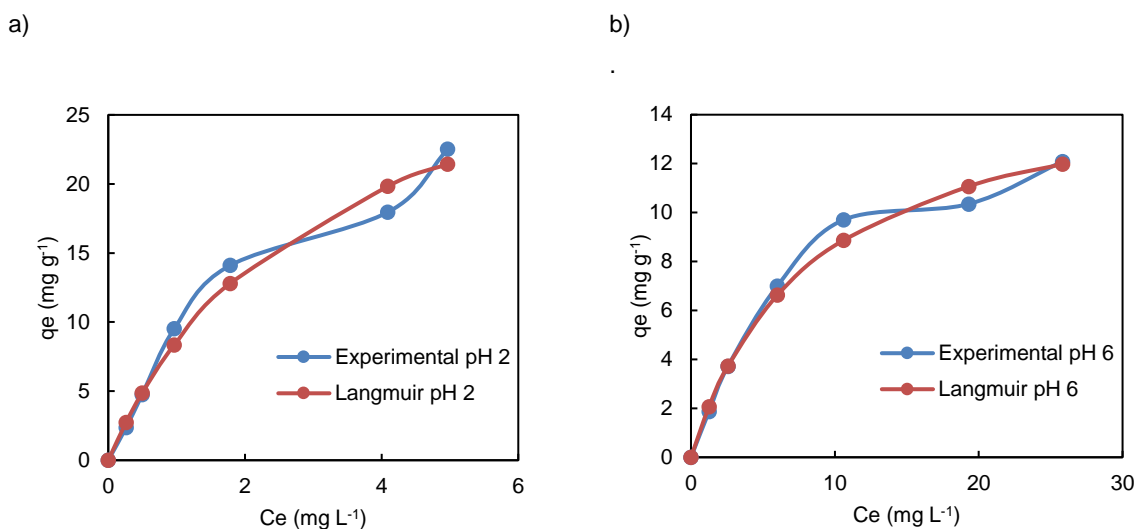 a)
b)
.
25
20
15
10
5
0
qe (mg g⁻¹)
Experimental pH 2
Langmuir pH 2
0 2 4 6
Ce (mg L⁻¹)
14
12
10
8
6
4
2
0
qe (mg g⁻¹)
Experimental pH 6
Langmuir pH 6
0 10 20 30
Ce (mg L⁻¹)